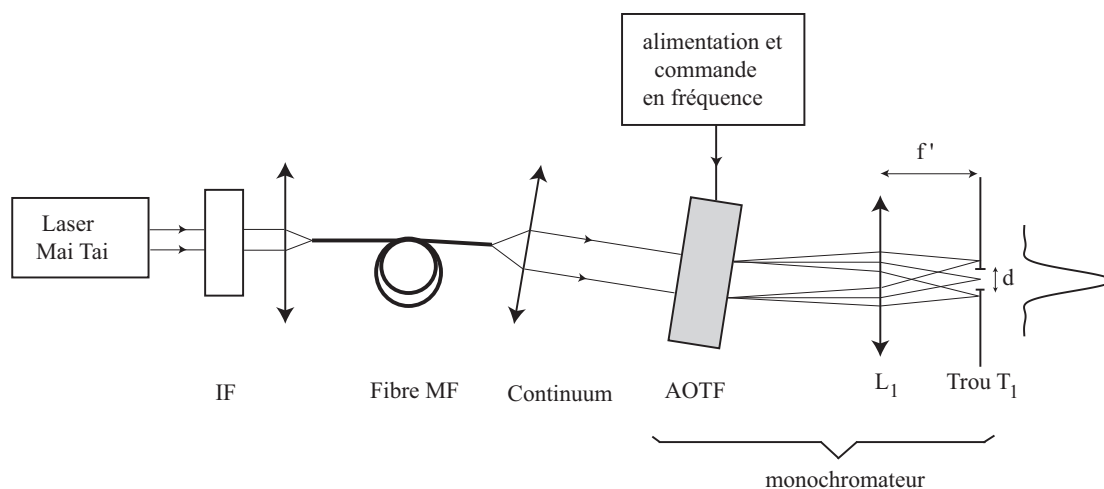 alimentation et
commande
en fréquence
f '
Laser
Mai Tai
d
IF
Fibre MF
Continuum
AOTF
L1
Trou T1
monochromateur